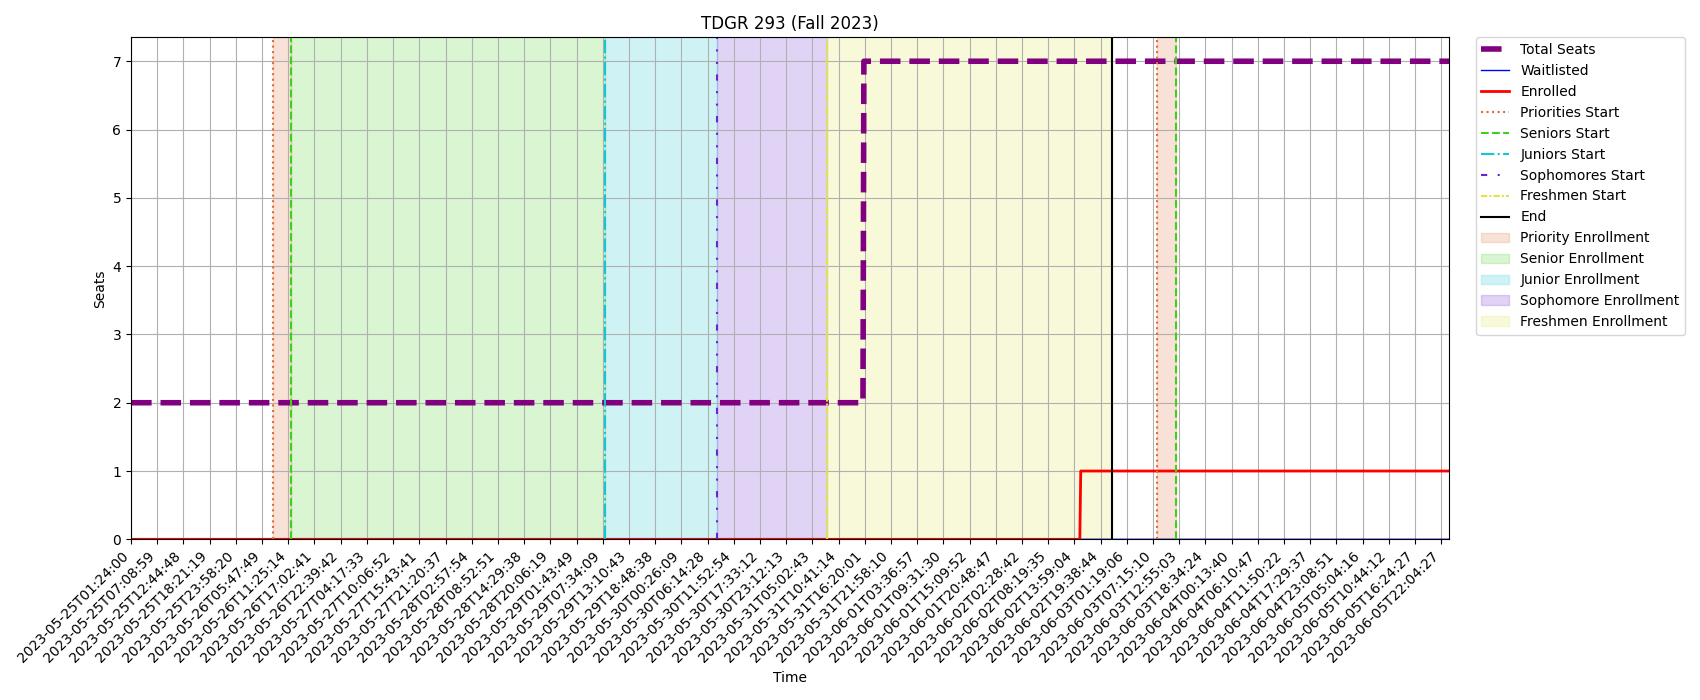 TDGR 293 (Fall 2023)
7
6
5
4
3
2
1
0
Seats
2023-05-25T01:24:00
2023-05-25T07:08:59
2023-05-25T12:44:48
2023-05-25T18:21:19
2023-05-25T23:58:20
2023-05-26T05:47:49
2023-05-26T11:25:14
2023-05-26T17:02:41
2023-05-26T22:39:42
2023-05-27T04:17:33
2023-05-27T10:06:52
2023-05-27T15:43:41
2023-05-27T21:20:37
2023-05-28T02:57:54
2023-05-28T08:52:51
2023-05-28T14:29:38
2023-05-28T20:06:19
2023-05-29T01:43:49
2023-05-29T07:34:09
2023-05-29T13:10:43
2023-05-29T18:48:38
2023-05-30T00:26:09
2023-05-30T06:14:28
2023-05-30T11:52:54
2023-05-30T17:33:12
2023-05-30T23:12:13
2023-05-31T05:02:43
2023-05-31T10:41:14
2023-05-31T16:20:01
2023-05-31T21:58:10
2023-06-01T03:36:57
2023-06-01T09:31:30
2023-06-01T15:09:52
2023-06-01T20:48:47
2023-06-02T02:28:42
2023-06-02T08:19:35
2023-06-02T13:59:04
2023-06-02T19:38:44
2023-06-03T01:19:06
2023-06-03T07:15:10
2023-06-03T12:55:03
2023-06-03T18:34:24
2023-06-04T00:13:40
2023-06-04T06:10:47
2023-06-04T11:50:22
2023-06-04T17:29:37
2023-06-04T23:08:51
2023-06-05T05:04:16
2023-06-05T10:44:12
2023-06-05T16:24:27
2023-06-05T22:04:27
Time
Total Seats
Waitlisted
Enrolled
Priorities Start
Seniors Start
Juniors Start
Sophomores Start
Freshmen Start
End
Priority Enrollment
Senior Enrollment
Junior Enrollment
Sophomore Enrollment
Freshmen Enrollment